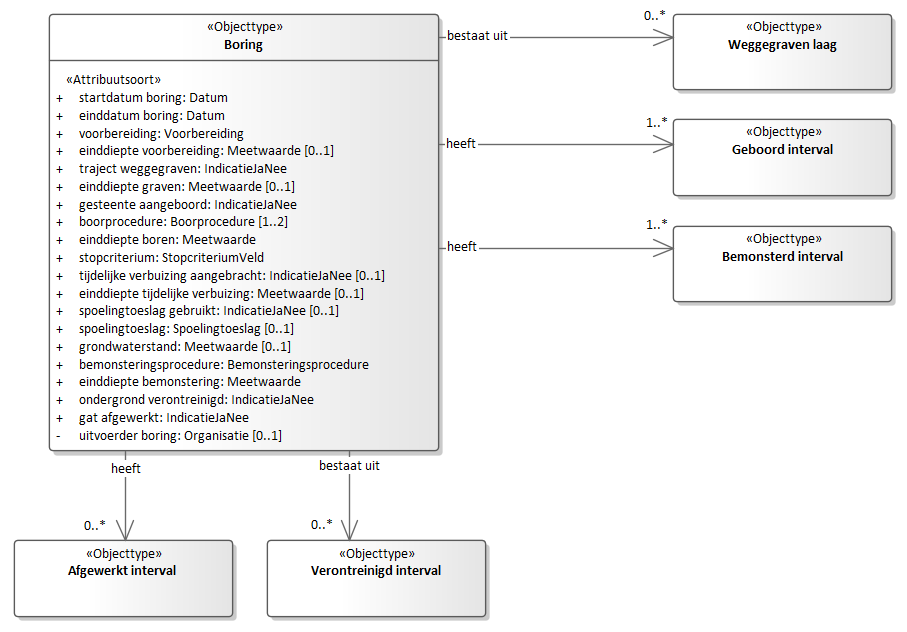 «Objecttype»
Boring
«Attribuutsoort»
+ startdatum boring: Datum
+ einddatum boring: Datum
+ voorbereiding: Voorbereiding
+ einddiepte voorbereiding: Meetwaarde [0..1]
+ traject weggegraven: IndicatieJaNee
+ einddiepte graven: Meetwaarde [0..1]
+ gesteente aangeboord: IndicatieJaNee
+ boorprocedure: Boorprocedure [1..2]
+ einddiepte boren: Meetwaarde
+ stopcriterium: StopcriteriumVeld
+ tijdelijke verbuizing aangebracht: IndicatieJaNee [0..1]
+ einddiepte tijdelijke verbuizing: Meetwaarde [0..1]
+ spoelingtoeslag gebruikt: IndicatieJaNee [0..1]
+ spoelingtoeslag: Spoelingtoeslag [0..1]
+ grondwaterstand: Meetwaarde [0..1]
+ bemonsteringsprocedure: Bemonsteringsprocedure
+ einddiepte bemonstering: Meetwaarde
+ ondergrond verontreinigd: IndicatieJaNee
+ gat afgewerkt: IndicatieJaNee
- uitvoerder boring: Organisatie [0..1]
bestaat uit
0..*
«Objecttype»
Weggegraven laag
heeft
1..*
«Objecttype»
Geboord interval
heeft
1..*
«Objecttype»
Bemonsterd interval
heeft
0..*
«Objecttype»
Afgewerkt interval
bestaat uit
0..*
«Objecttype»
Verontreinigd interval